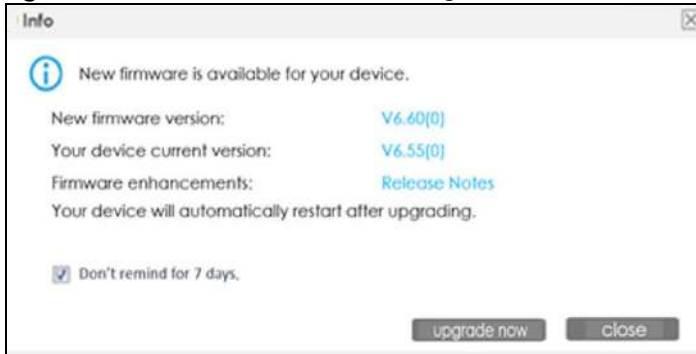 Info
New firmware is available for your device.
New firmware version: V6.60(0)
Your device current version: V6.55(0)
Firmware enhancements: Release Notes
Your device will automatically restart after upgrading.
Don't remind for 7 days.
upgrade now close